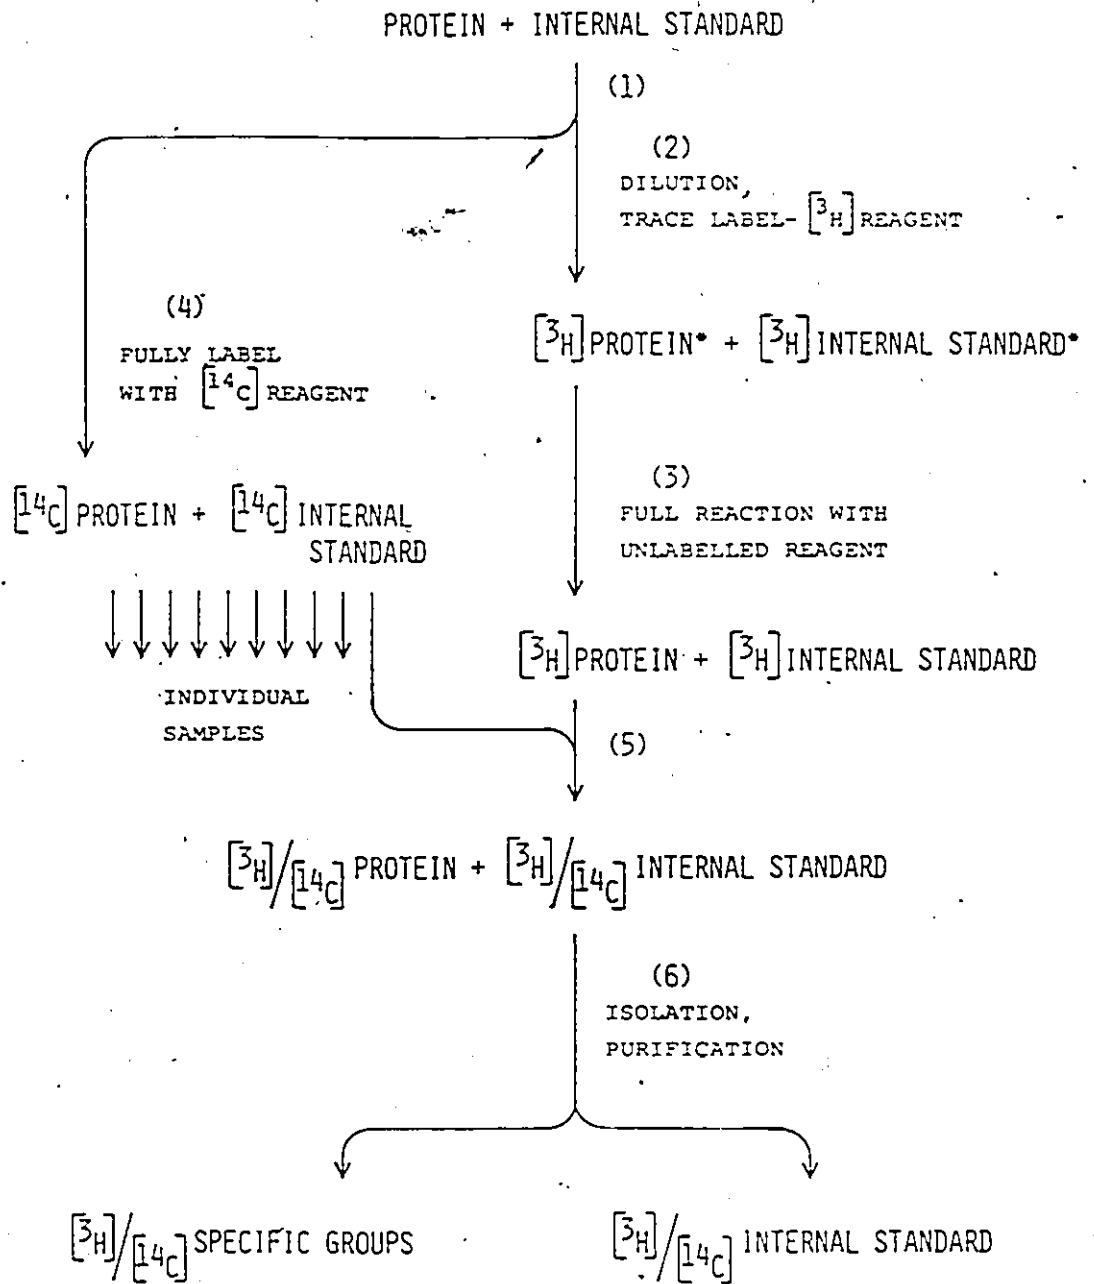 PROTEIN + INTERNAL STANDARD
(1)
(2)
DILUTION,
TRACE LABEL- [³H] REAGENT
[³H] PROTEIN* + [³H] INTERNAL STANDARD*
(4)
FULLY LABEL
WITH [¹⁴C] REAGENT
[¹⁴C] PROTEIN + [¹⁴C] INTERNAL
STANDARD
(3)
FULL REACTION WITH
UNLABELLED REAGENT
INDIVIDUAL
SAMPLES
[³H] PROTEIN + [³H] INTERNAL STANDARD
(5)
[³H]/[¹⁴C] PROTEIN + [³H]/[¹⁴C] INTERNAL STANDARD
(6)
ISOLATION,
PURIFICATION
[³H]/[¹⁴C] SPECIFIC GROUPS
[³H]/[¹⁴C] INTERNAL STANDARD